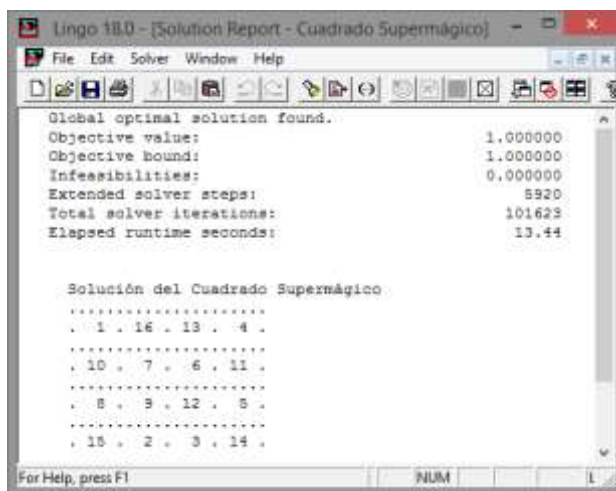 Lingo 18.0 - [Solution Report - Cuadrado Supermágico]
File Edit Solver Window Help
Global optimal solution found.
Objective value: 1.000000
Objective bound: 1.000000
Infeasibilities: 0.000000
Extended solver steps: 5920
Total solver iterations: 101623
Elapsed runtime seconds: 13.44
Solución del Cuadrado Supermágico
......................
. 1 . 16 . 13 . 4 .
......................
. 10 . 7 . 6 . 11 .
......................
. 8 . 9 . 12 . 5 .
......................
. 15 . 2 . 3 . 14 .
For Help, press F1 NUM